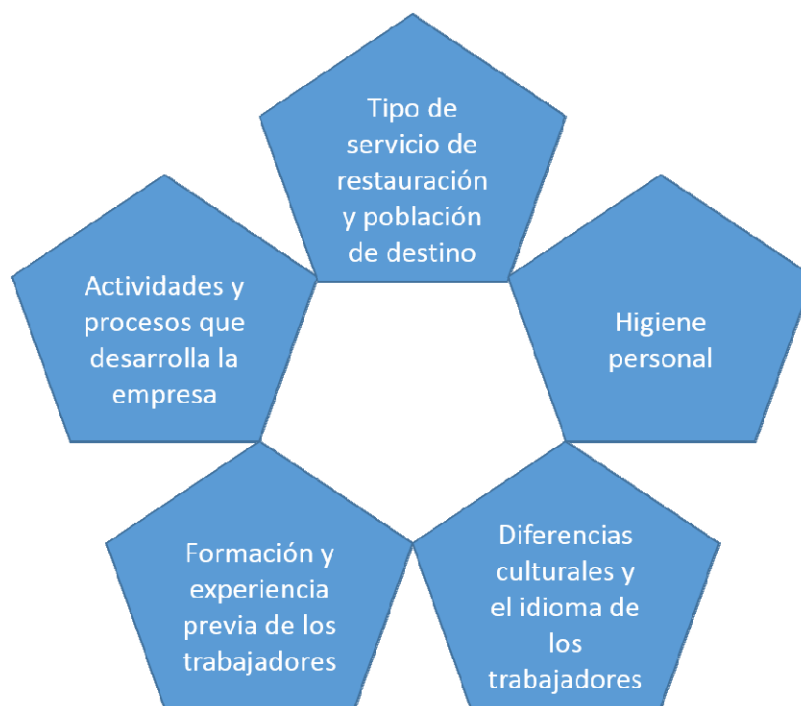 Tipo de
servicio de
restauración
y población
de destino
Actividades y
procesos que
desarrolla la
empresa
Higiene
personal
Formación y
experiencia
previa de los
trabajadores
Diferencias
culturales y
el idioma de
los
trabajadores